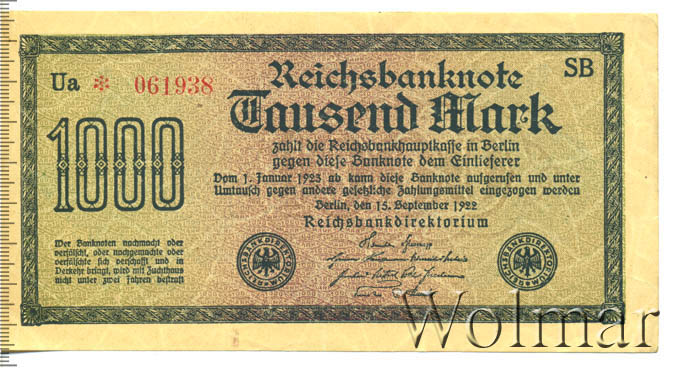 Ua * 061938
SB
1000
Reichsbanknote
Tausend Mark
zahlt die Reichsbankhauptkasse in Berlin
gegen diese Banknote dem Einlieferer
Vom 1. Januar 1923 ab kann diese Banknote aufgerufen und unter
Umtausch gegen andere gesetzliche Zahlungsmittel eingezogen werden
Berlin, den 15. September 1922
Reichsbankdirektorium
Wer Banknoten nachmacht oder
verfälscht, oder nachgemachte oder
verfälschte sich verschafft und in
Verkehr bringt, wird mit Zuchthaus
nicht unter zwei Jahren bestraft
REICHSBANKDIREKTORIUM
REICHSBANKDIREKTORIUM
Wolmar